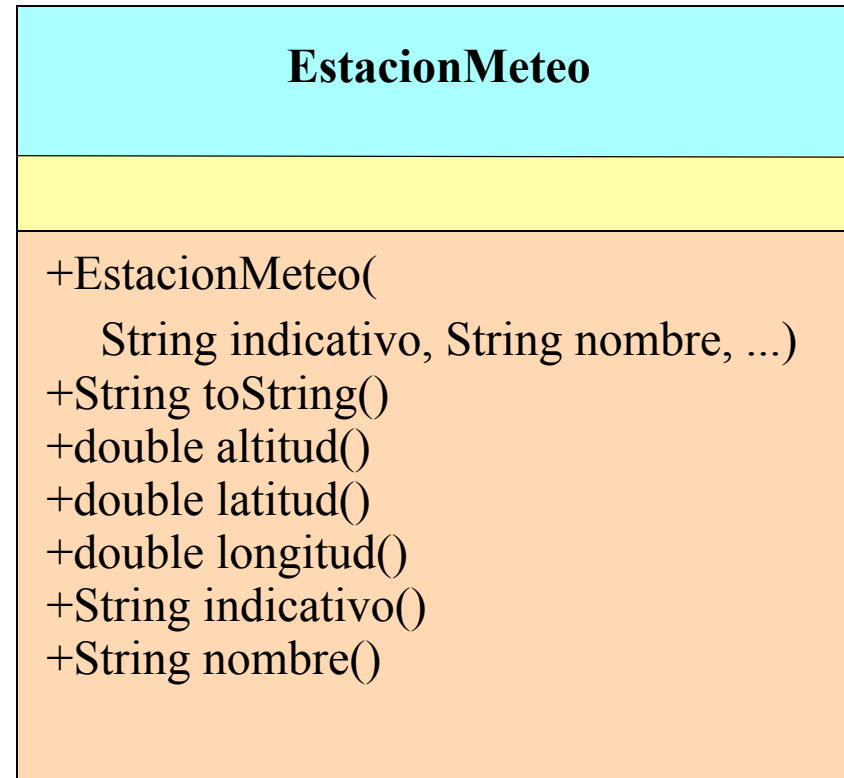 EstacionMeteo
+EstacionMeteo(
String indicativo, String nombre, ...)
+String toString()
+double altitud()
+double latitud()
+double longitud()
+String indicativo()
+String nombre()